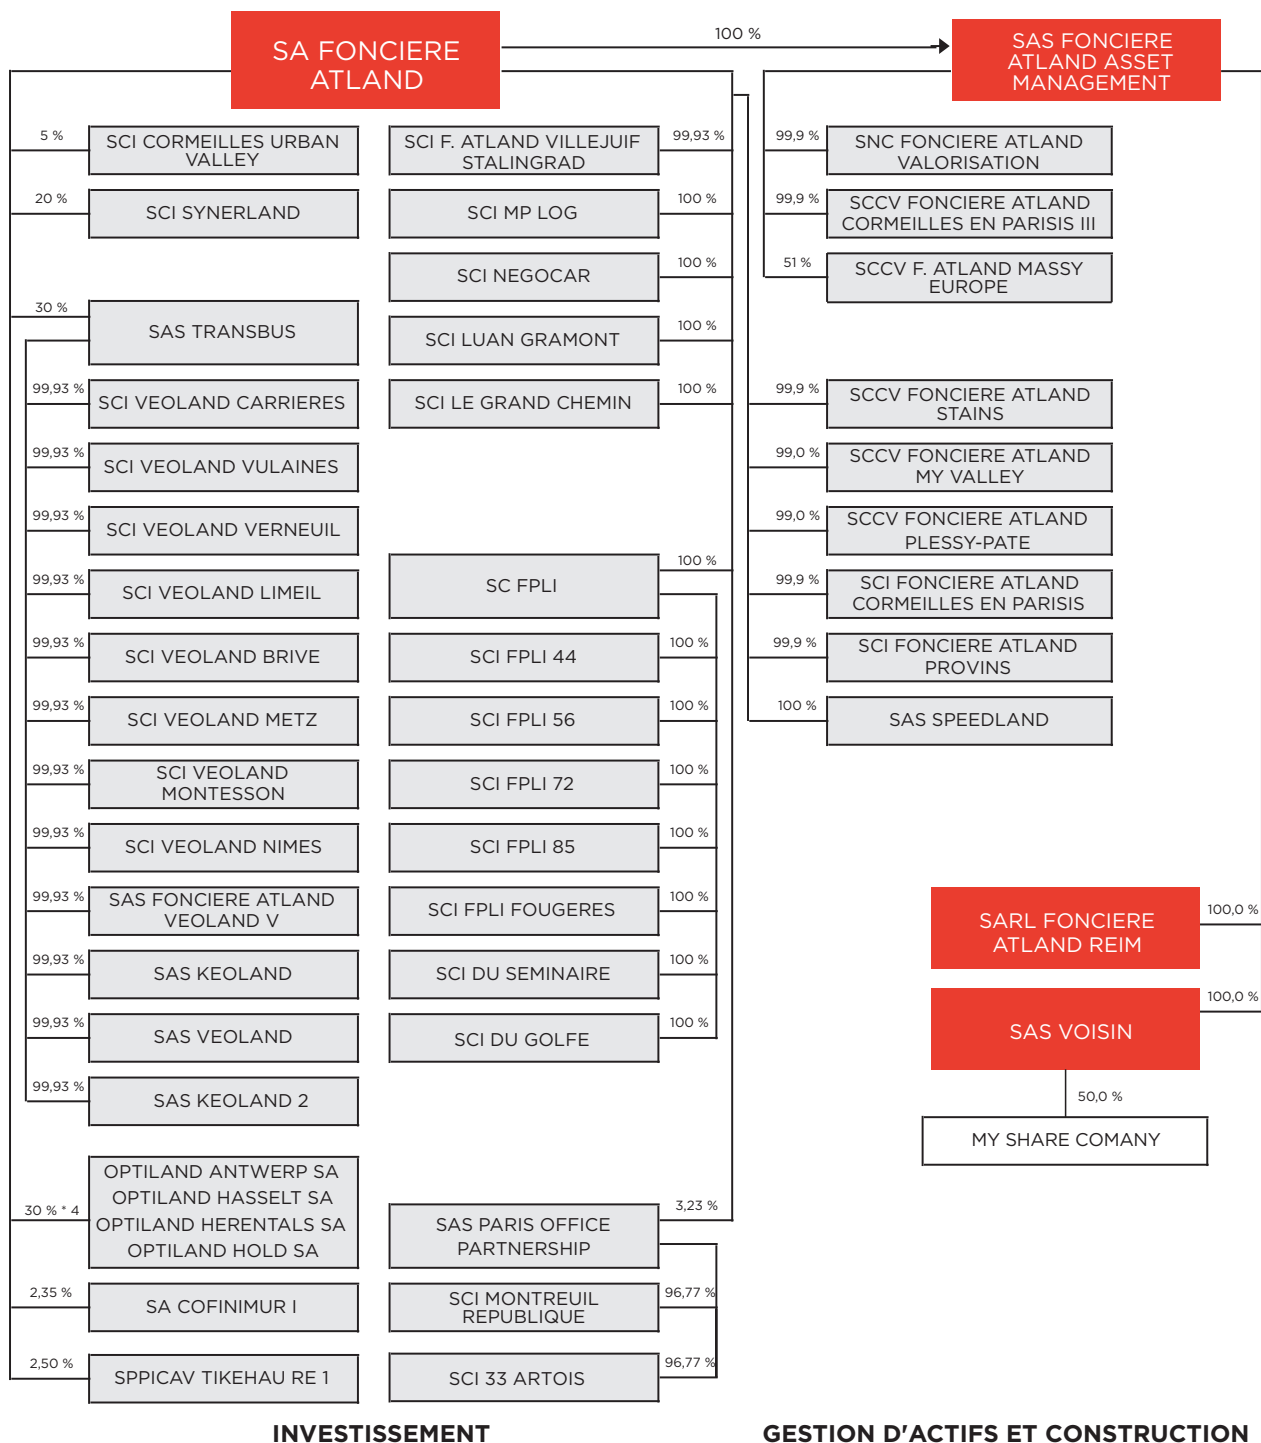 SA FONCIERE
ATLAND
100 %
SAS FONCIERE
ATLAND ASSET
MANAGEMENT
5 %
SCI CORMEILLES URBAN
VALLEY
20 %
SCI SYNERLAND
30 %
SAS TRANSBUS
99,93 %
SCI VEOLAND CARRIERES
99,93 %
SCI VEOLAND VULAINES
99,93 %
SCI VEOLAND VERNEUIL
99,93 %
SCI VEOLAND LIMEIL
99,93 %
SCI VEOLAND BRIVE
99,93 %
SCI VEOLAND METZ
99,93 %
SCI VEOLAND
MONTESSON
99,93 %
SCI VEOLAND NIMES
99,93 %
SAS FONCIERE ATLAND
VEOLAND V
99,93 %
SAS KEOLAND
99,93 %
SAS VEOLAND
99,93 %
SAS KEOLAND 2
30 % * 4
OPTILAND ANTWERP SA
OPTILAND HASSELT SA
OPTILAND HERENTALS SA
OPTILAND HOLD SA
2,35 %
SA COFINIMUR I
2,50 %
SPPICAV TIKEHAU RE 1
SCI F. ATLAND VILLEJUIF
STALINGRAD
99,93 %
SCI MP LOG
100 %
SCI NEGOCAR
100 %
SCI LUAN GRAMONT
100 %
SCI LE GRAND CHEMIN
100 %
SC FPLI
100 %
SCI FPLI 44
100 %
SCI FPLI 56
100 %
SCI FPLI 72
100 %
SCI FPLI 85
100 %
SCI FPLI FOUGERES
100 %
SCI DU SEMINAIRE
100 %
SCI DU GOLFE
100 %
SAS PARIS OFFICE
PARTNERSHIP
3,23 %
SCI MONTREUIL
REPUBLIQUE
96,77 %
SCI 33 ARTOIS
96,77 %
99,9 %
SNC FONCIERE ATLAND
VALORISATION
99,9 %
SCCV FONCIERE ATLAND
CORMEILLES EN PARISIS III
51 %
SCCV F. ATLAND MASSY
EUROPE
99,9 %
SCCV FONCIERE ATLAND
STAINS
99,0 %
SCCV FONCIERE ATLAND
MY VALLEY
99,0 %
SCCV FONCIERE ATLAND
PLESSY-PATE
99,9 %
SCI FONCIERE ATLAND
CORMEILLES EN PARISIS
99,9 %
SCI FONCIERE ATLAND
PROVINS
100 %
SAS SPEEDLAND
SARL FONCIERE
ATLAND REIM
100,0 %
SAS VOISIN
100,0 %
50,0 %
MY SHARE COMANY
INVESTISSEMENT
GESTION D'ACTIFS ET CONSTRUCTION